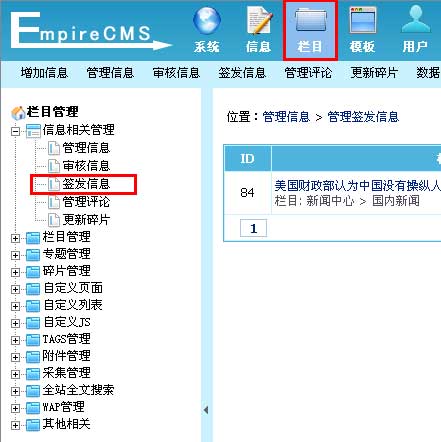 EmpireCMS
系统 信息 栏目 模板 用户
增加信息 管理信息 审核信息 签发信息 管理评论 更新碎片 数据
栏目管理
信息相关管理
管理信息
审核信息
签发信息
管理评论
更新碎片
栏目管理
专题管理
碎片管理
自定义页面
自定义列表
自定义JS
TAGS管理
附件管理
采集管理
全站全文搜索
WAP管理
其他相关
位置：管理信息 > 管理签发信息
ID
84 美国财政部认为中国没有操纵人
栏目: 新闻中心 > 国内新闻
1